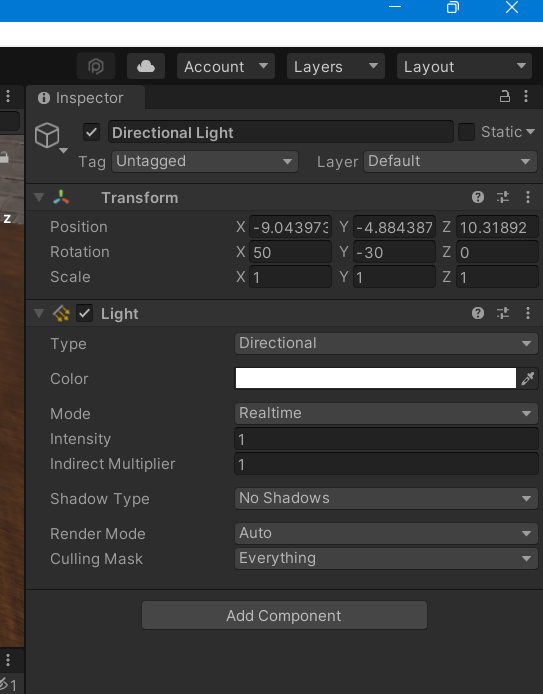 Account Layers Layout
Inspector
Directional Light Static
Tag Untagged Layer Default
Transform
Position X -9.043973 Y -4.884387 Z 10.31892
z
Rotation X 50 Y -30 Z 0
Scale X 1 Y 1 Z 1
Light
Type Directional
Color
Mode Realtime
Intensity 1
Indirect Multiplier 1
Shadow Type No Shadows
Render Mode Auto
Culling Mask Everything
Add Component
1